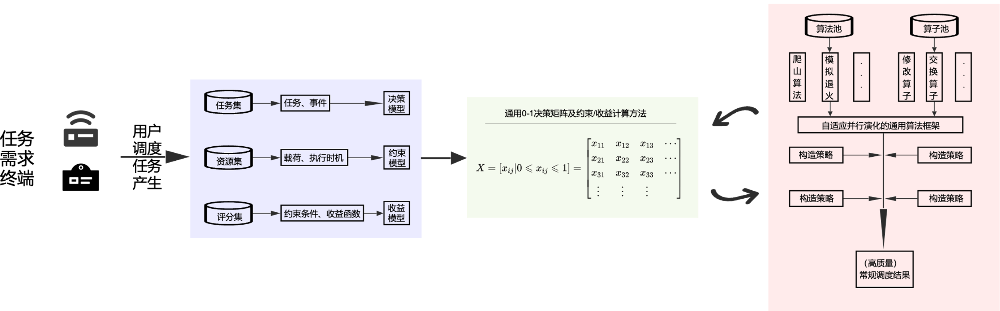 任务
需求
终端
用户
调度
任务
产生
任务集
任务、事件
决策
模型
资源集
载荷、执行时机
约束
模型
评分集
约束条件、收益函数
收益
模型
通用0-1决策矩阵及约束/收益计算方法
X = [x_{ij}|0 ⩽ x_{ij} ⩽ 1] =
x_{11} x_{12} x_{13} ⋯
x_{21} x_{22} x_{23} ⋯
x_{31} x_{32} x_{33} ⋯
⋮ ⋮ ⋮
算法池
算子池
爬山算法
模拟退火
...
修改算子
交换算子
...
自适应并行演化的通用算法框架
构造策略
构造策略
构造策略
构造策略
（高质量）
常规调度结果